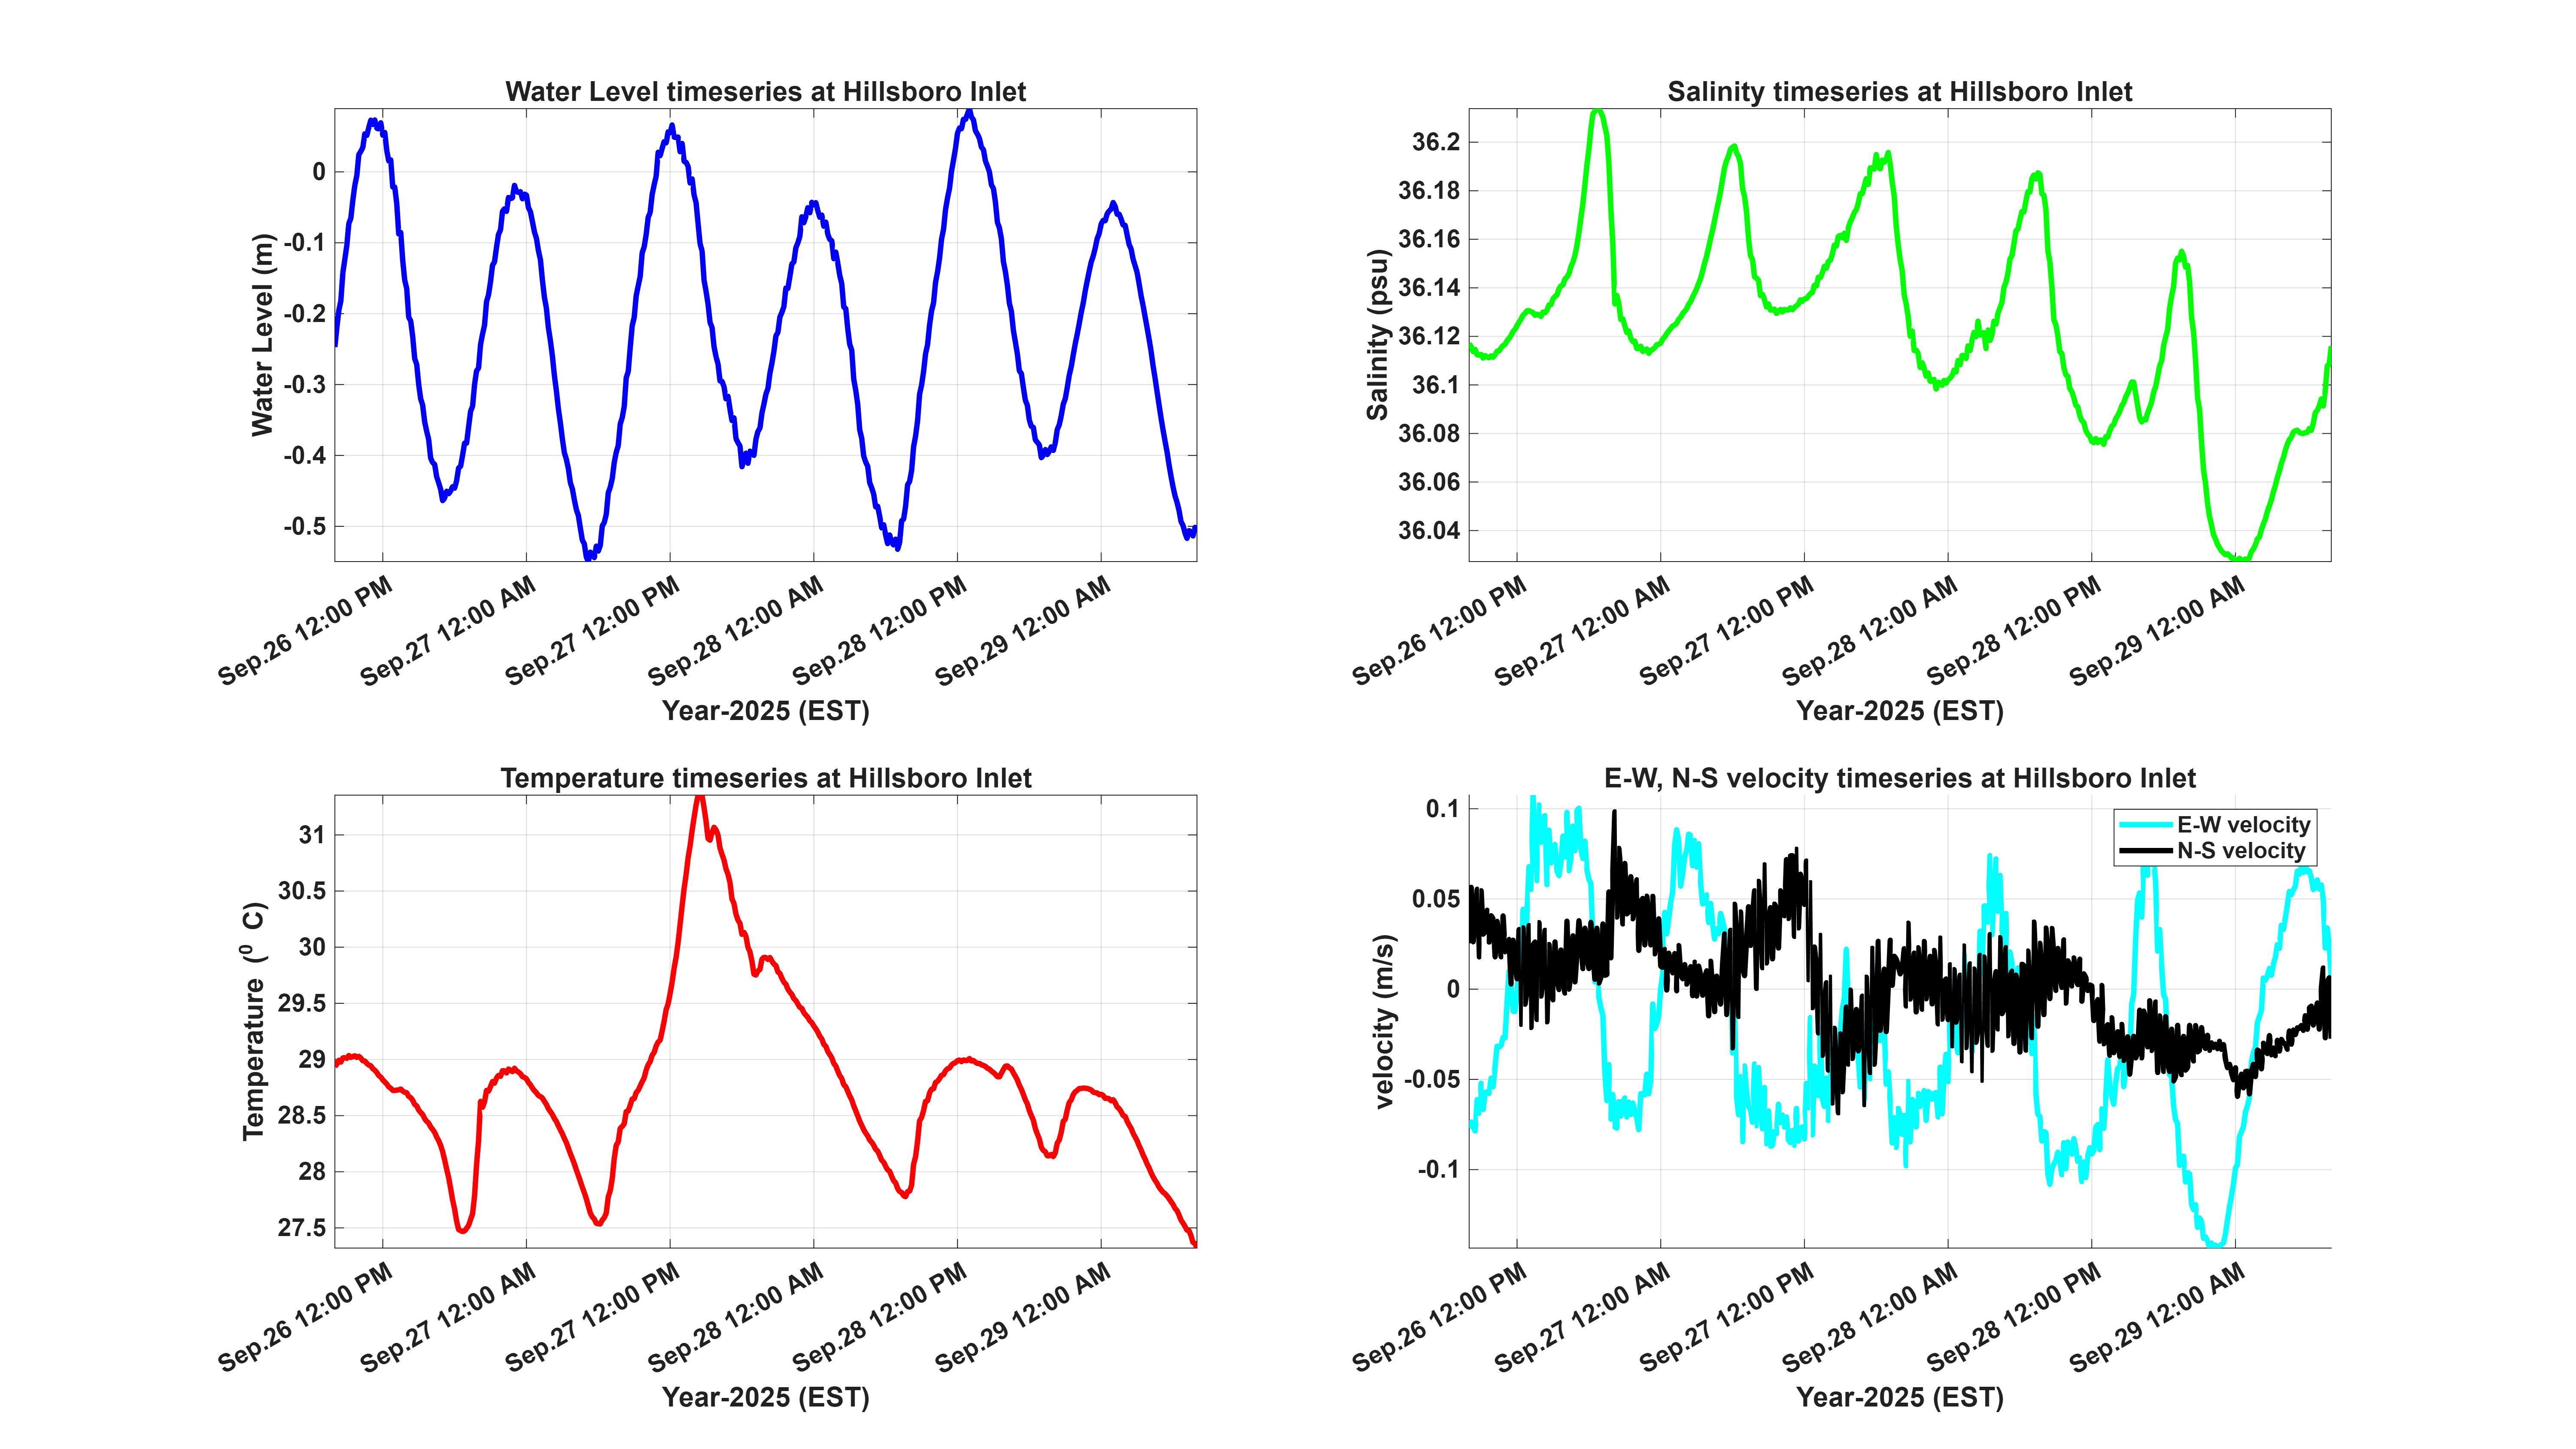 Water Level timeseries at Hillsboro Inlet
Water Level (m)
0
-0.1
-0.2
-0.3
-0.4
-0.5
Sep.26 12:00 PM
Sep.27 12:00 AM
Sep.27 12:00 PM
Sep.28 12:00 AM
Sep.28 12:00 PM
Sep.29 12:00 AM
Year-2025 (EST)
Salinity timeseries at Hillsboro Inlet
Salinity (psu)
36.2
36.18
36.16
36.14
36.12
36.1
36.08
36.06
36.04
Sep.26 12:00 PM
Sep.27 12:00 AM
Sep.27 12:00 PM
Sep.28 12:00 AM
Sep.28 12:00 PM
Sep.29 12:00 AM
Year-2025 (EST)
Temperature timeseries at Hillsboro Inlet
Temperature (⁰ C)
31
30.5
30
29.5
29
28.5
28
27.5
Sep.26 12:00 PM
Sep.27 12:00 AM
Sep.27 12:00 PM
Sep.28 12:00 AM
Sep.28 12:00 PM
Sep.29 12:00 AM
Year-2025 (EST)
E-W, N-S velocity timeseries at Hillsboro Inlet
velocity (m/s)
0.1
0.05
0
-0.05
-0.1
E-W velocity
N-S velocity
Sep.26 12:00 PM
Sep.27 12:00 AM
Sep.27 12:00 PM
Sep.28 12:00 AM
Sep.28 12:00 PM
Sep.29 12:00 AM
Year-2025 (EST)